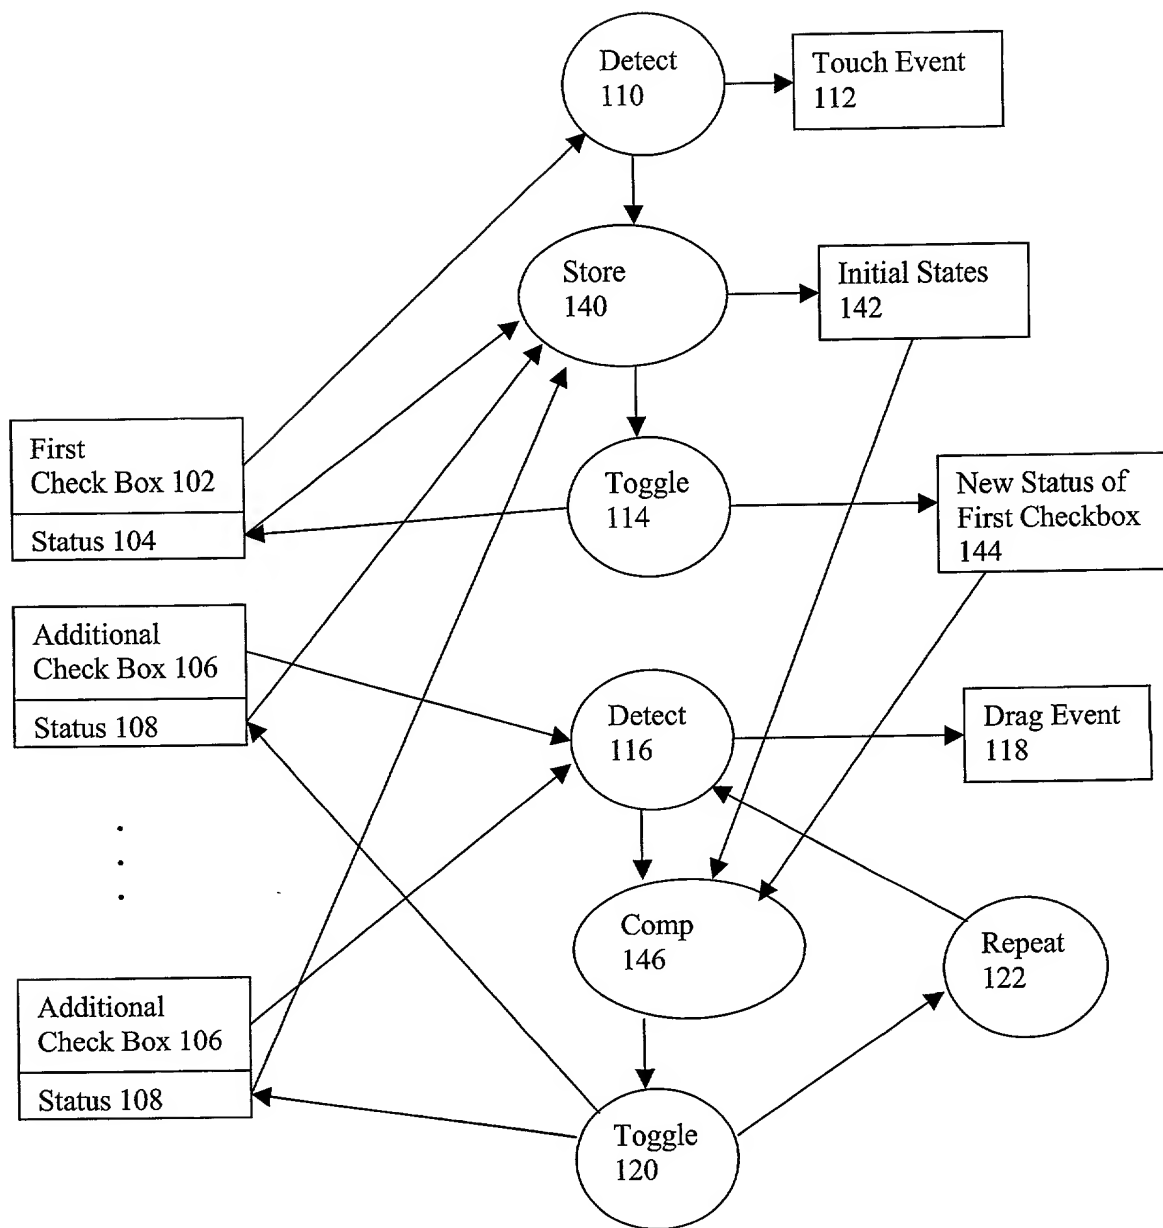 Detect
110
Touch Event
112
Store
140
Initial States
142
First
Check Box 102
Status 104
Toggle
114
New Status of
First Checkbox
144
Additional
Check Box 106
Status 108
Detect
116
Drag Event
118
Comp
146
Repeat
122
Additional
Check Box 106
Status 108
Toggle
120